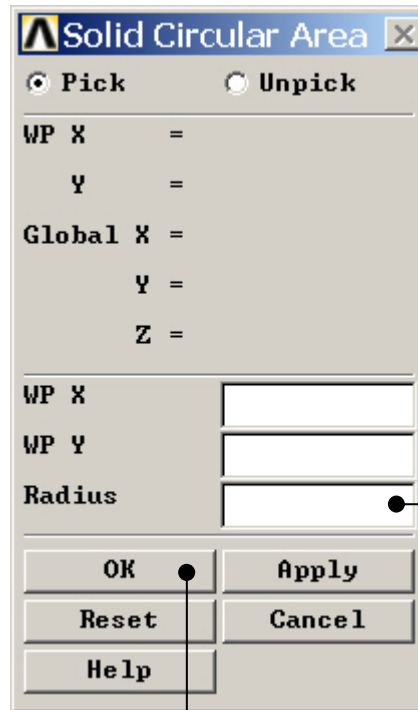 Solid Circular Area
Pick Unpick
WP X =
Y =
Global X =
Y =
Z =
WP X
WP Y
Radius
OK Apply
Reset Cancel
Help